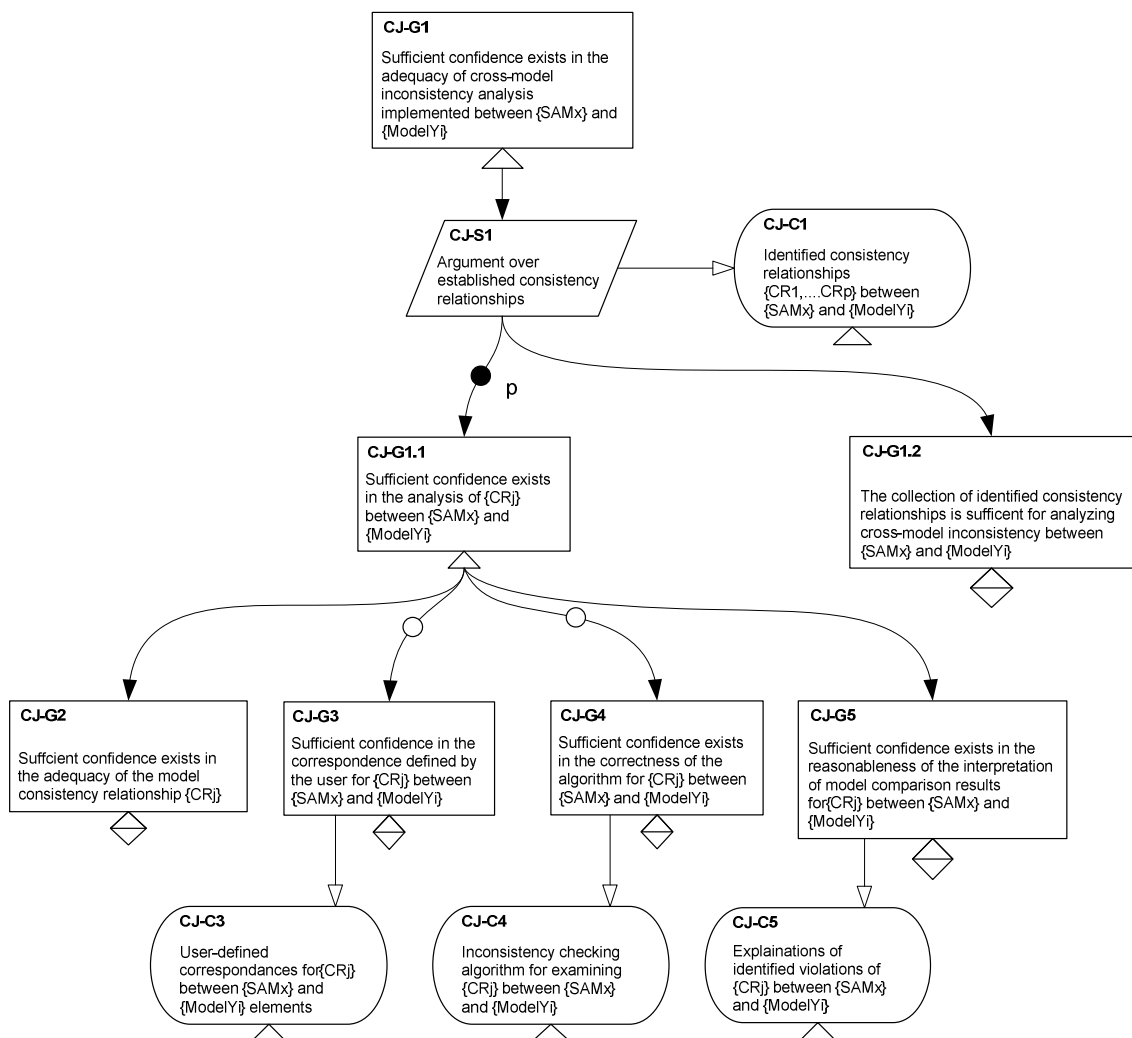 CJ-G1
Sufficient confidence exists in the
adequacy of cross-model
inconsistency analysis
implemented between {SAMx} and
{ModelYi}
CJ-S1
Argument over
established consistency
relationships
CJ-C1
Identified consistency
relationships
{CR1,....CRp} between
{SAMx} and {ModelYi}
p
CJ-G1.1
Sufficient confidence exists
in the analysis of {CRj}
between {SAMx} and
{ModelYi}
CJ-G1.2
The collection of identified consistency
relationships is sufficent for analyzing
cross-model inconsistency between
{SAMx} and {ModelYi}
CJ-G2
Sufficient confidence exists in
the adequacy of the model
consistency relationship {CRj}
CJ-G3
Sufficient confidence in the
correspondence defined by
the user for {CRj} between
{SAMx} and {ModelYi}
CJ-G4
Sufficient confidence exists
in the correctness of the
algorithm for {CRj} between
{SAMx} and {ModelYi}
CJ-G5
Sufficient confidence exists in the
reasonableness of the interpretation
of model comparison results
for{CRj} between {SAMx} and
{ModelYi}
CJ-C3
User-defined
correspondances for{CRj}
between {SAMx} and
{ModelYi} elements
CJ-C4
Inconsistency checking
algorithm for examining
{CRj} between {SAMx}
and {ModelYi}
CJ-C5
Explainations of
identified violations of
{CRj} between {SAMx}
and {ModelYi}